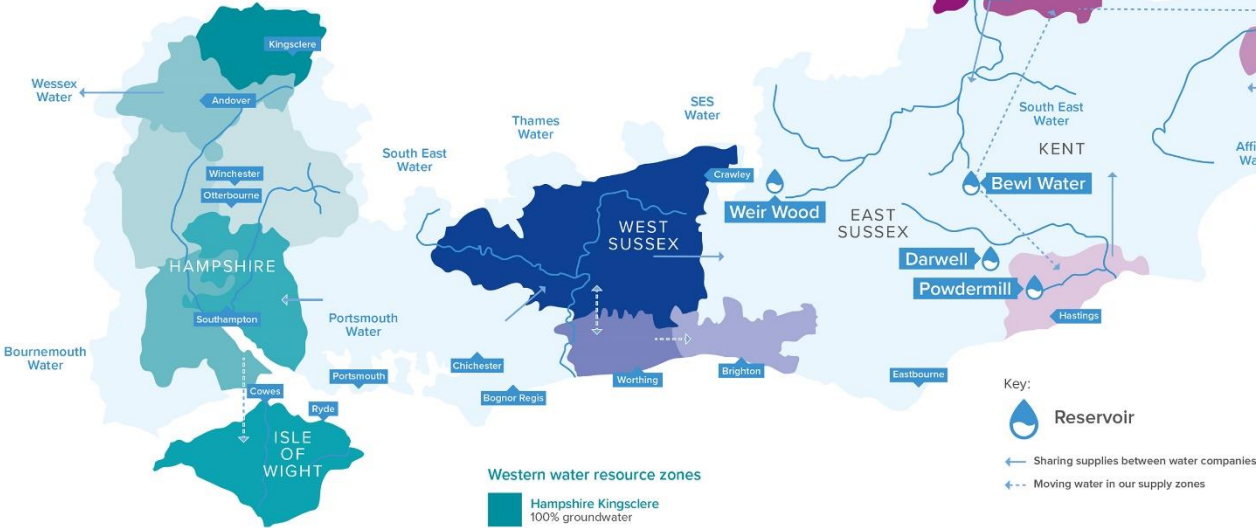 Kingsclere
Wessex
Water
Andover
Thames
Water
SES
Water
South East
Water
KENT
South East
Water
Winchester
Otterbourne
Crawley
Weir Wood
Bewl Water
WEST
SUSSEX
EAST
SUSSEX
HAMPSHIRE
Darwell
Powdermill
Southampton
Portsmouth
Water
Hastings
Bournemouth
Water
Portsmouth
Chichester
Worthing
Brighton
Eastbourne
Bognor Regis
Cowes
Ryde
ISLE
OF
WIGHT
Key:
Reservoir
Sharing supplies between water companies
Moving water in our supply zones
Western water resource zones
Hampshire Kingsclere
100% groundwater